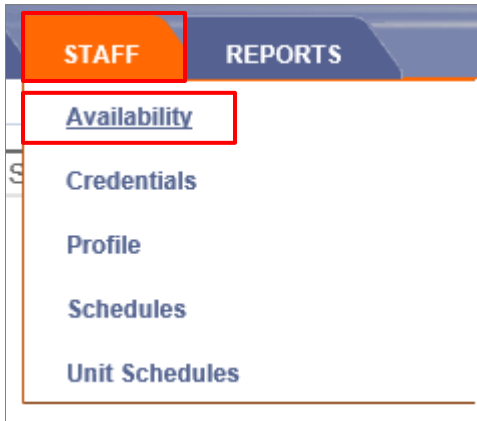 STAFF REPORTS
Availability
S
Credentials
Profile
Schedules
Unit Schedules